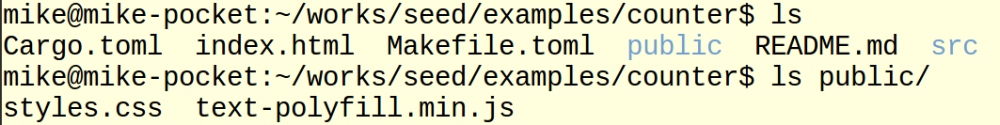 mike@mike-pocket:~/works/seed/examples/counter$ ls
Cargo.toml  index.html  Makefile.toml  public  README.md  src
mike@mike-pocket:~/works/seed/examples/counter$ ls public/
styles.css  text-polyfill.min.js